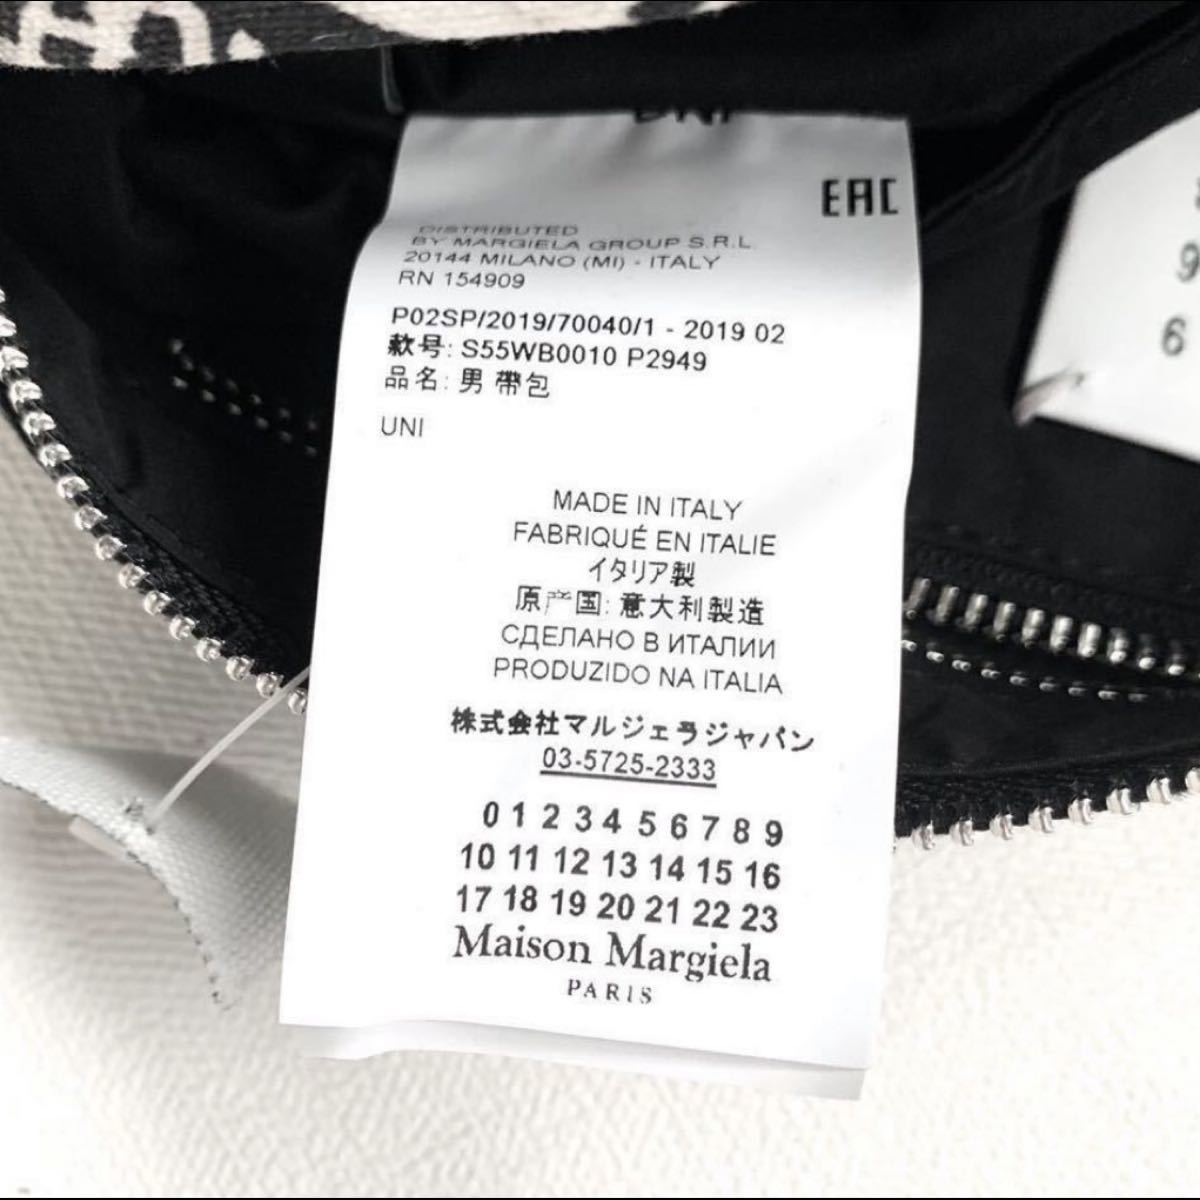 EAC
DISTRIBUTED
BY MARGIELA GROUP S.R.L.
20144 MILANO (MI) - ITALY
RN 154909
P02SP/2019/70040/1 - 2019 02
款号: S55WB0010 P2949
品名: 男 帶包
UNI
MADE IN ITALY
FABRIQUÉ EN ITALIE
イタリア製
原产国: 意大利製造
СДЕЛАНО В ИТАЛИИ
PRODUZIDO NA ITALIA
株式会社マルジェラジャパン
03-5725-2333
0 1 2 3 4 5 6 7 8 9
10 11 12 13 14 15 16
17 18 19 20 21 22 23
Maison Margiela
PARIS
9
6